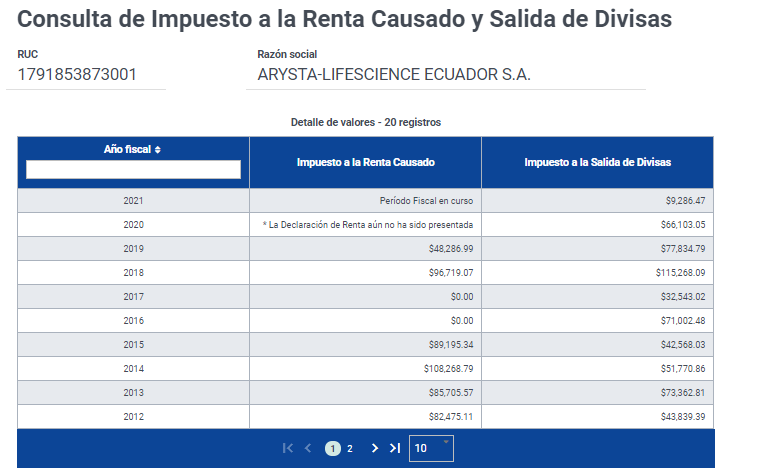 Consulta de Impuesto a la Renta Causado y Salida de Divisas
RUC Razón social
1791853873001 ARYSTA-LIFESCIENCE ECUADOR S.A.
Detalle de valores - 20 registros
Año fiscal Impuesto a la Renta Causado Impuesto a la Salida de Divisas
2021 Período Fiscal en curso $9,286.47
2020 * La Declaración de Renta aún no ha sido presentada $66,103.05
2019 $48,286.99 $77,834.79
2018 $96,719.07 $115,268.09
2017 $0.00 $32,543.02
2016 $0.00 $71,002.48
2015 $89,195.34 $42,568.03
2014 $108,268.79 $51,770.86
2013 $85,705.57 $73,362.81
2012 $82,475.11 $43,839.39
1 2 10